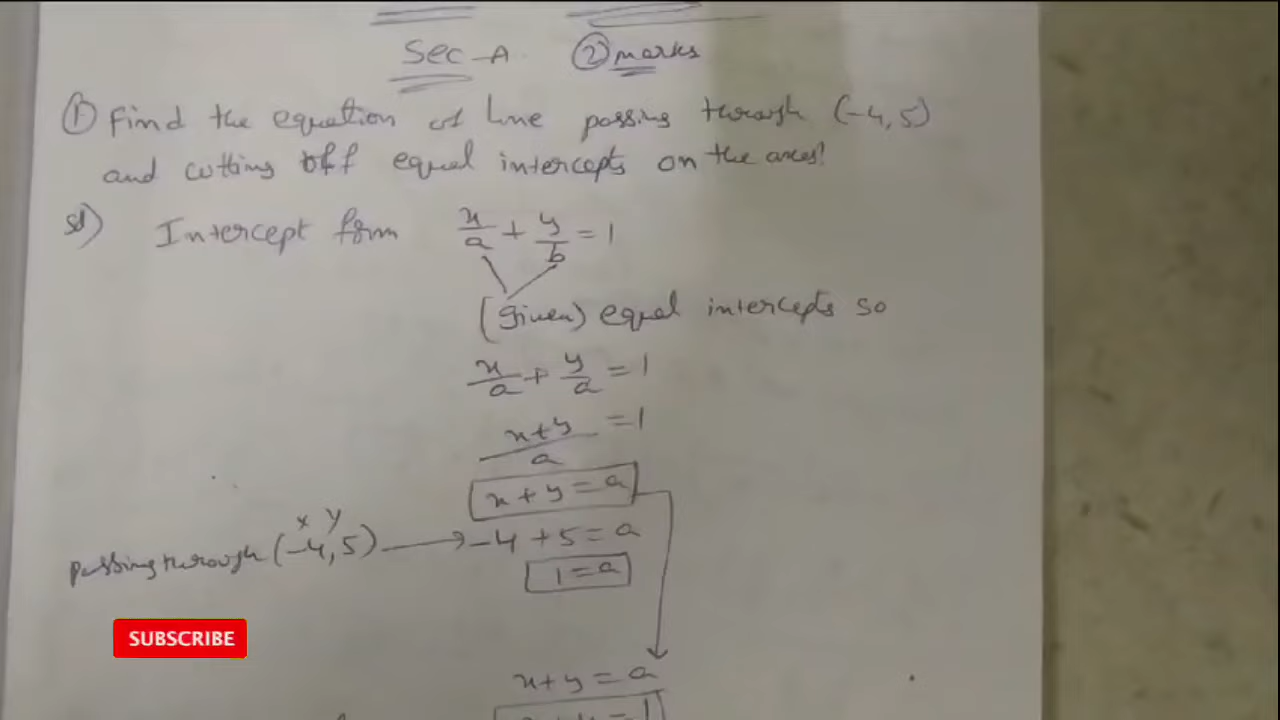 Sec-A ② marks
① Find the equation of line passing through (-4, 5)
and cutting off equal intercepts on the axes?
sol) Intercept form x/a + y/b = 1
(given) equal intercepts so
x/a + y/a = 1
x+y/a = 1
x + y = a
x y
passing through (-4, 5) → -4 + 5 = a
1 = a
SUBSCRIBE
x + y = a
x + y = 1